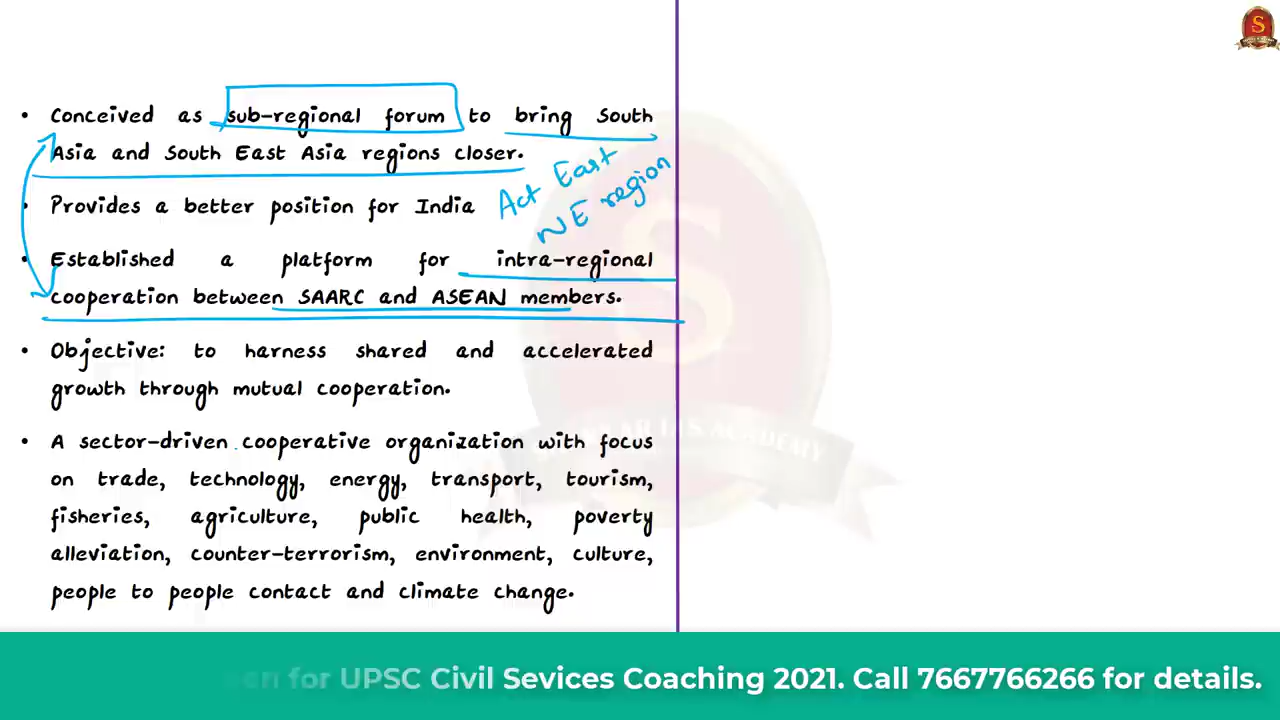 • Conceived as sub-regional forum to bring South
Asia and South East Asia regions closer.
Act East
NE region
• Provides a better position for India
• Established a platform for intra-regional
cooperation between SAARC and ASEAN members.
• Objective: to harness shared and accelerated
growth through mutual cooperation.
• A sector-driven cooperative organization with focus
on trade, technology, energy, transport, tourism,
fisheries, agriculture, public health, poverty
alleviation, counter-terrorism, environment, culture,
people to people contact and climate change.
for UPSC Civil Sevices Coaching 2021. Call 7667766266 for details.
S